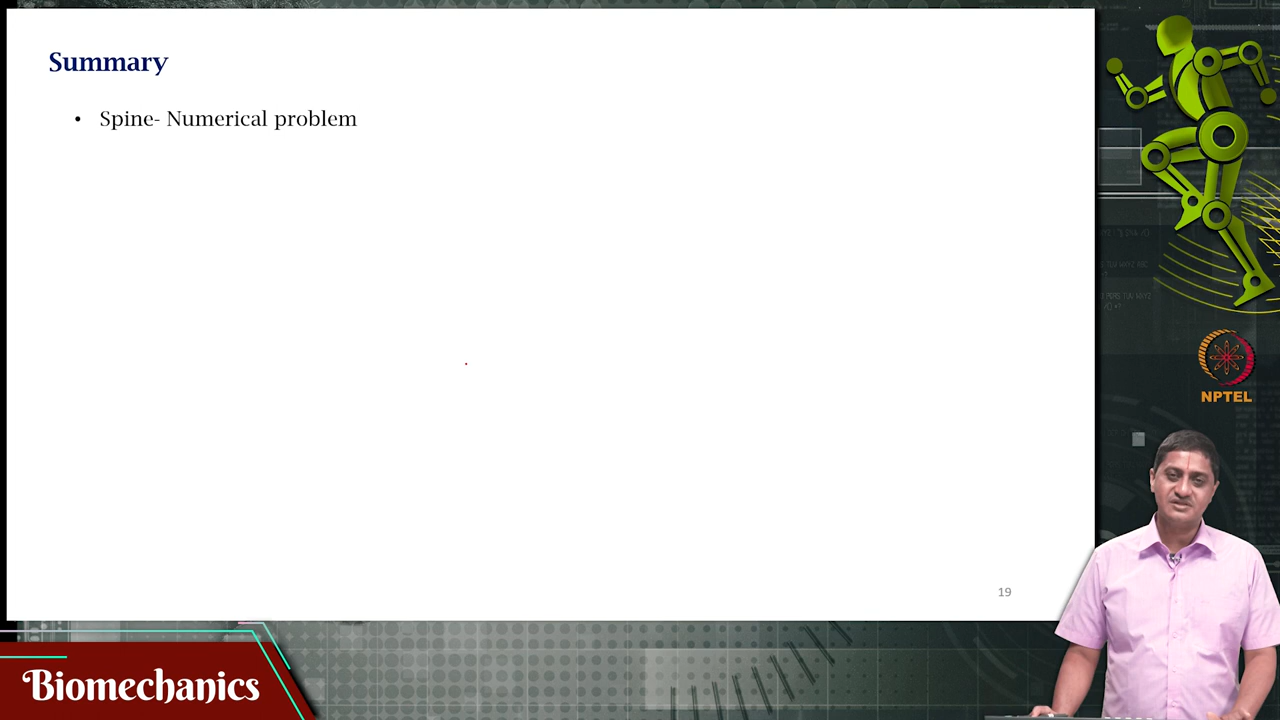 Summary
• Spine- Numerical problem
NPTEL
19
Biomechanics